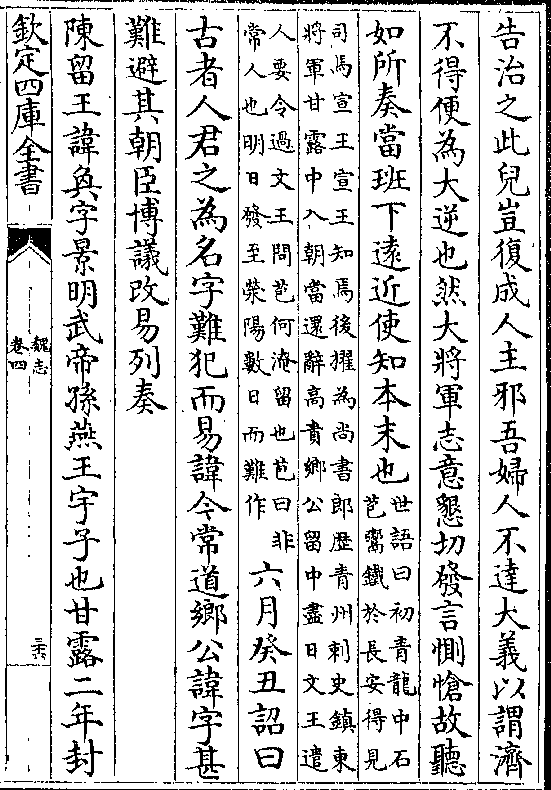 告治之此兒豈復成人主邪吾婦人不達大義以謂濟
不得便為大逆也然大將軍志意懇切發言惻愴故聽
如所奏當班下遠近使知本末也
世語曰初青龍中石
苞鬻鐵於長安得見
司馬宣王宣王知焉後擢為尚書郎歷青州刺史鎮東
將軍甘露中入朝當還辭高貴鄉公留中盡日文王遣
人要令過文王問苞何淹留也苞曰非
常人也明日發至滎陽數日而難作
六月癸丑詔曰
古者人君之為名字難犯而易諱今常道鄉公諱字甚
難避其朝臣博議改易列奏
陳留王諱奐字景明武帝孫燕王宇子也甘露二年封
欽定四庫全書
魏志
卷四
三六